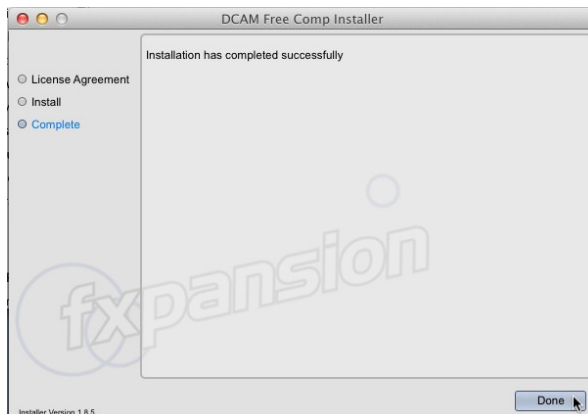 DCAM Free Comp Installer
Installation has completed successfully
License Agreement
Install
Complete
fxpansion
Done
Installer Version 1.8.5